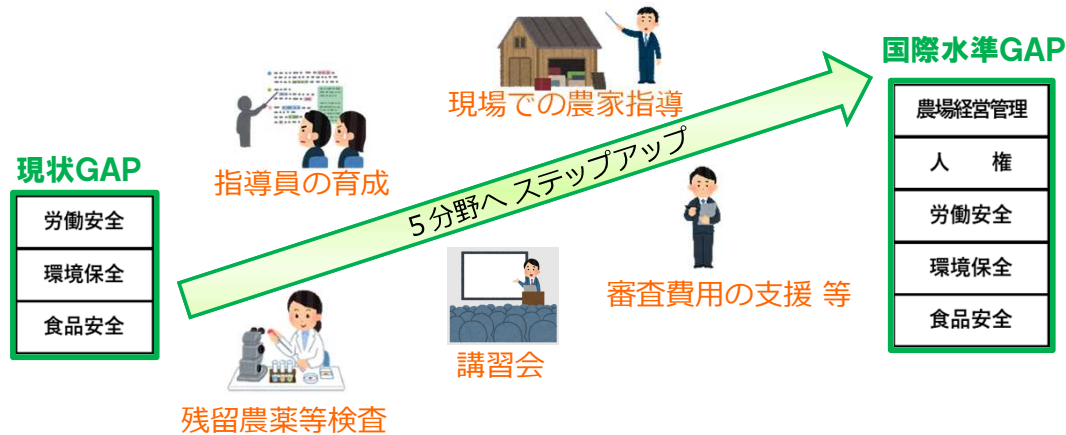 現状GAP
労働安全
環境保全
食品安全
指導員の育成
現場での農家指導
5分野へ ステップアップ
残留農薬等検査
講習会
審査費用の支援 等
国際水準GAP
農場経営管理
人　権
労働安全
環境保全
食品安全